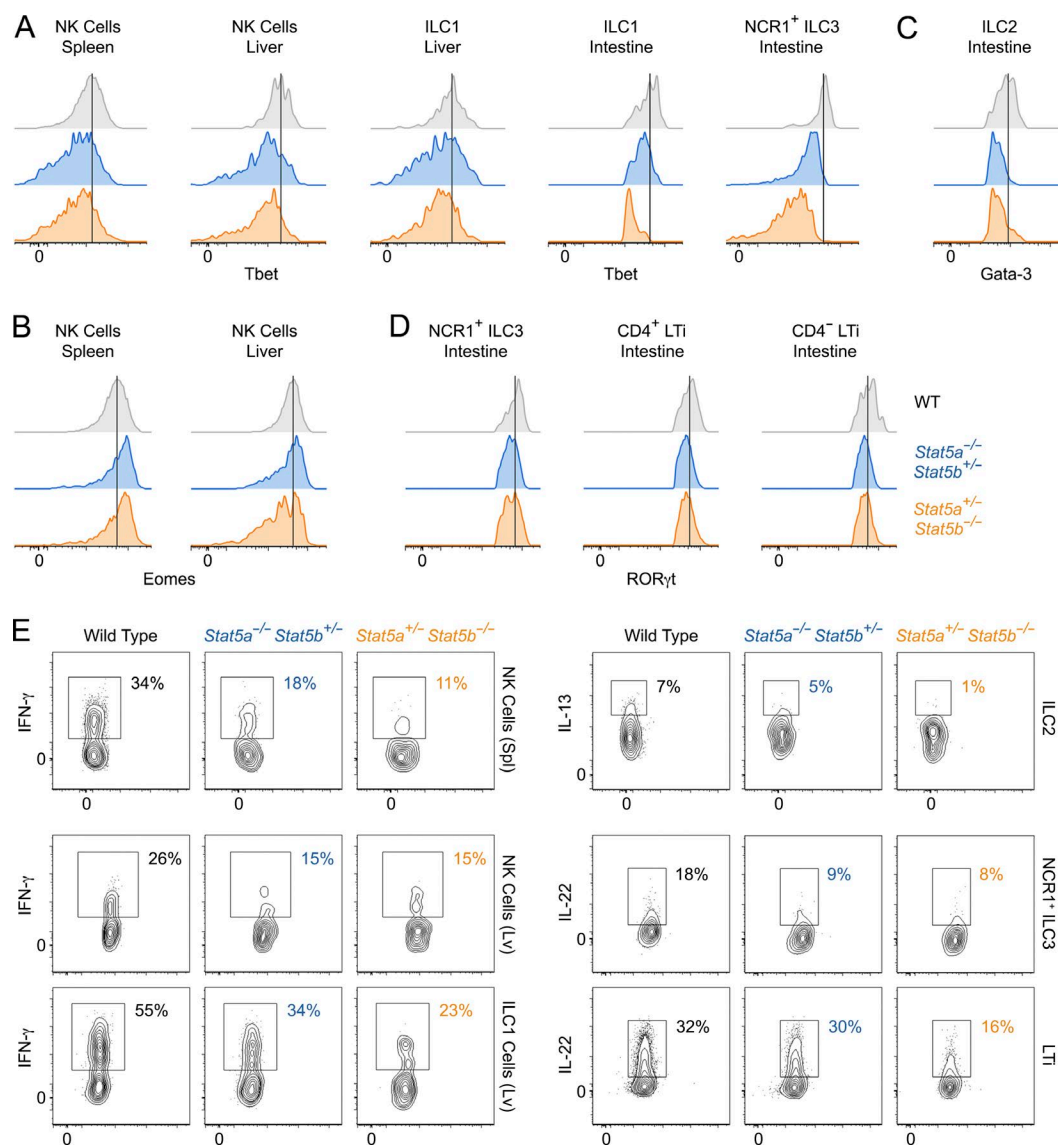 A
NK Cells
Spleen
NK Cells
Liver
ILC1
Liver
ILC1
Intestine
NCR1+ ILC3
Intestine
0
0
0
0
0
Tbet
Tbet
C
ILC2
Intestine
0
Gata-3
B
NK Cells
Spleen
NK Cells
Liver
0
0
Eomes
D
NCR1+ ILC3
Intestine
CD4+ LTi
Intestine
CD4− LTi
Intestine
0
0
0
RORγt
WT
Stat5a−/−
Stat5b+/−
Stat5a+/−
Stat5b−/−
E
Wild Type
Stat5a−/− Stat5b+/−
Stat5a+/− Stat5b−/−
IFN-γ
0
34%
18%
11%
NK Cells (Spl)
0
0
0
IFN-γ
0
26%
15%
15%
NK Cells (Lv)
0
0
0
IFN-γ
0
55%
34%
23%
ILC1 Cells (Lv)
0
0
0
Wild Type
Stat5a−/− Stat5b+/−
Stat5a+/− Stat5b−/−
IL-13
0
7%
5%
1%
ILC2
0
0
0
IL-22
0
18%
9%
8%
NCR1+ ILC3
0
0
0
IL-22
0
32%
30%
16%
LTi
0
0
0